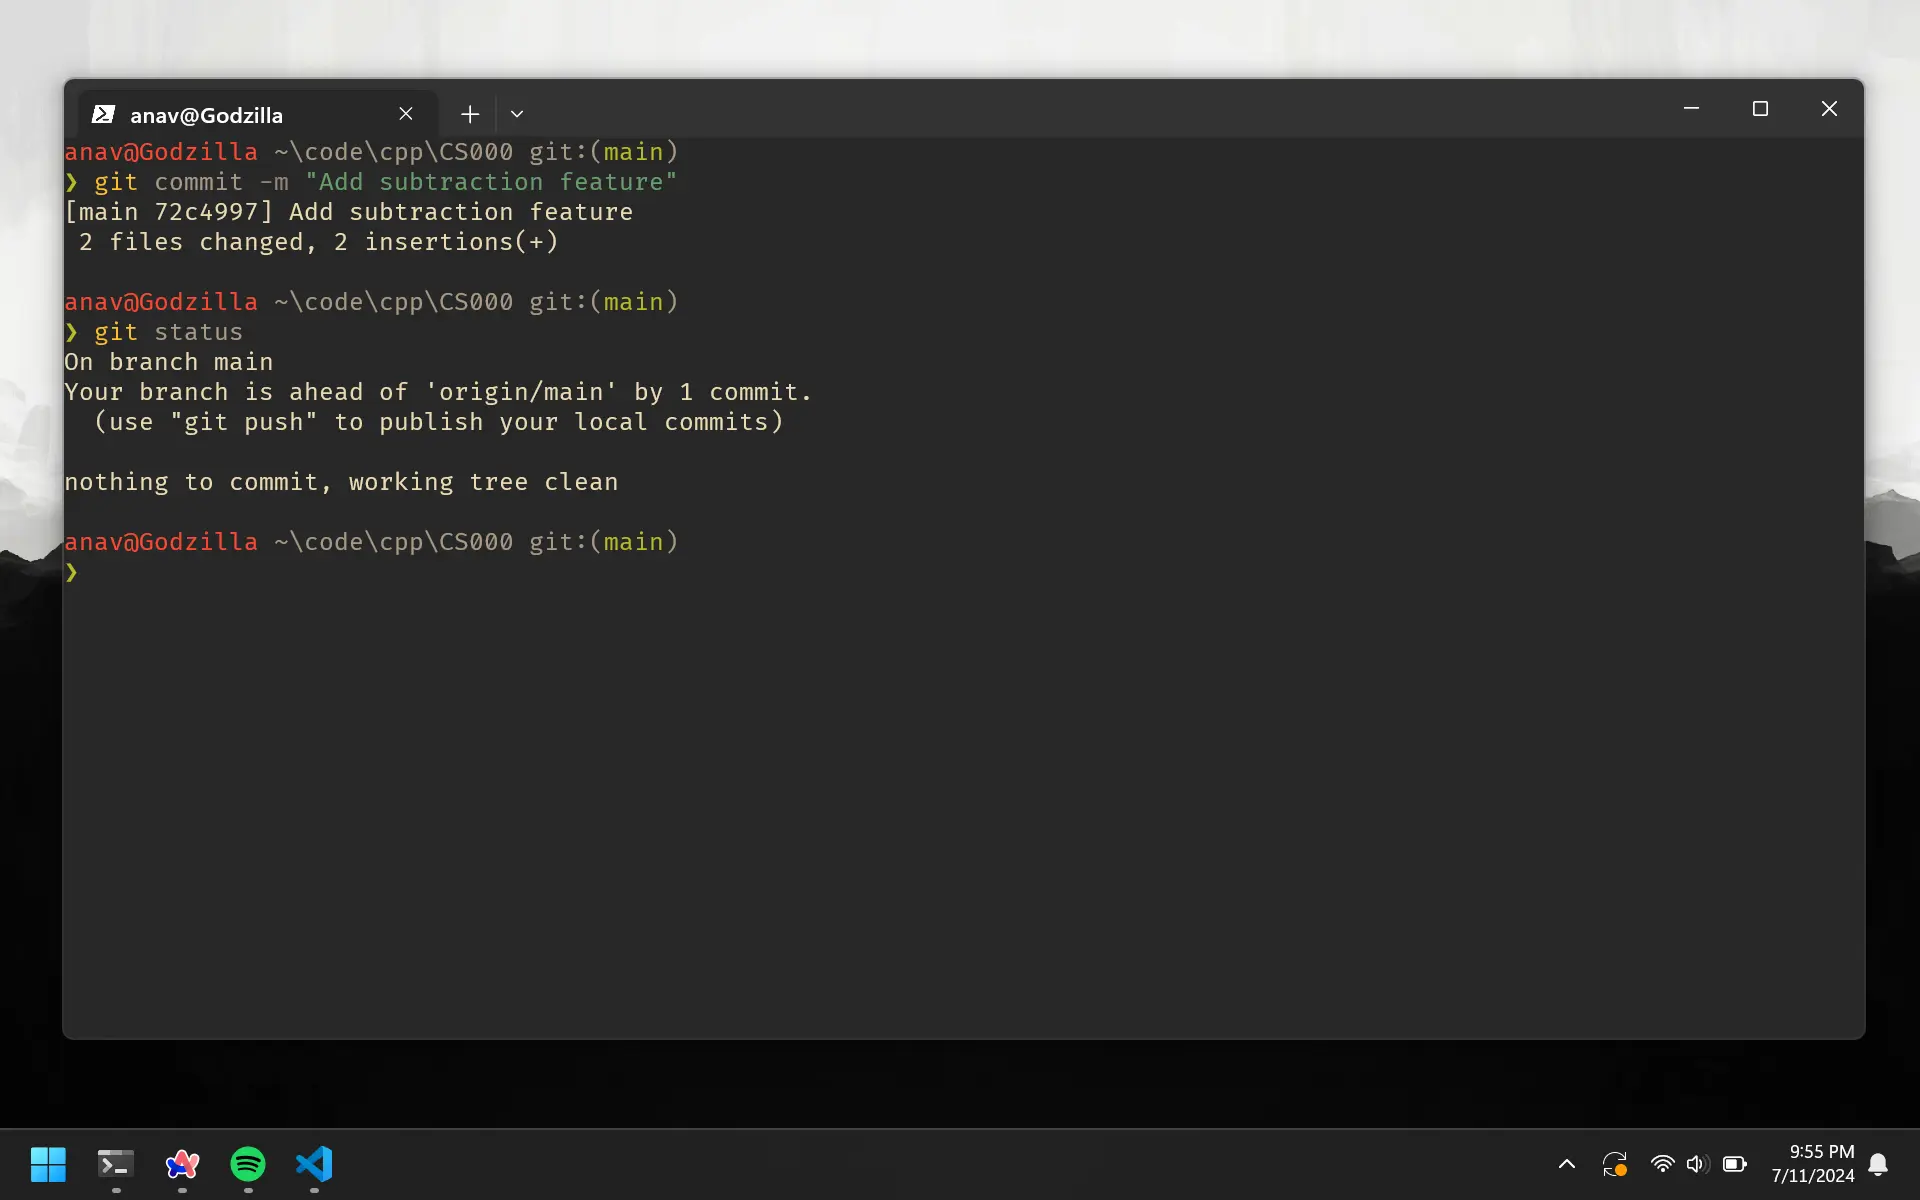 anav@Godzilla
anav@Godzilla ~\code\cpp\CS000 git:(main)
❯ git commit -m "Add subtraction feature"
[main 72c4997] Add subtraction feature
 2 files changed, 2 insertions(+)
anav@Godzilla ~\code\cpp\CS000 git:(main)
❯ git status
On branch main
Your branch is ahead of 'origin/main' by 1 commit.
  (use "git push" to publish your local commits)
nothing to commit, working tree clean
anav@Godzilla ~\code\cpp\CS000 git:(main)
❯
9:55 PM
7/11/2024